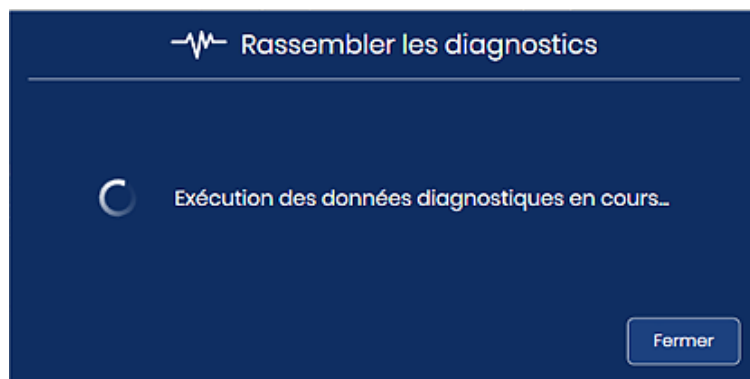 Rassembler les diagnostics
Exécution des données diagnostiques en cours...
Fermer